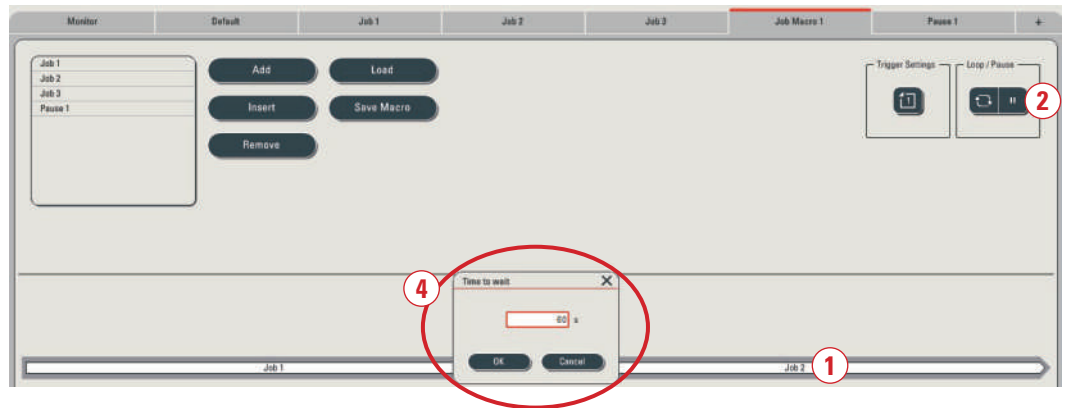 Monitor Default Job 1 Job 2 Job 3 Job Macro 1 Pause 1 +
Trigger Settings Loop / Pause
Job 1
Job 2
Job 3
Pause 1
Add Load
Insert Save Macro
Remove
1
2
4
Time to wait X
60 s
OK Cancel
Job 1 Job 2
1